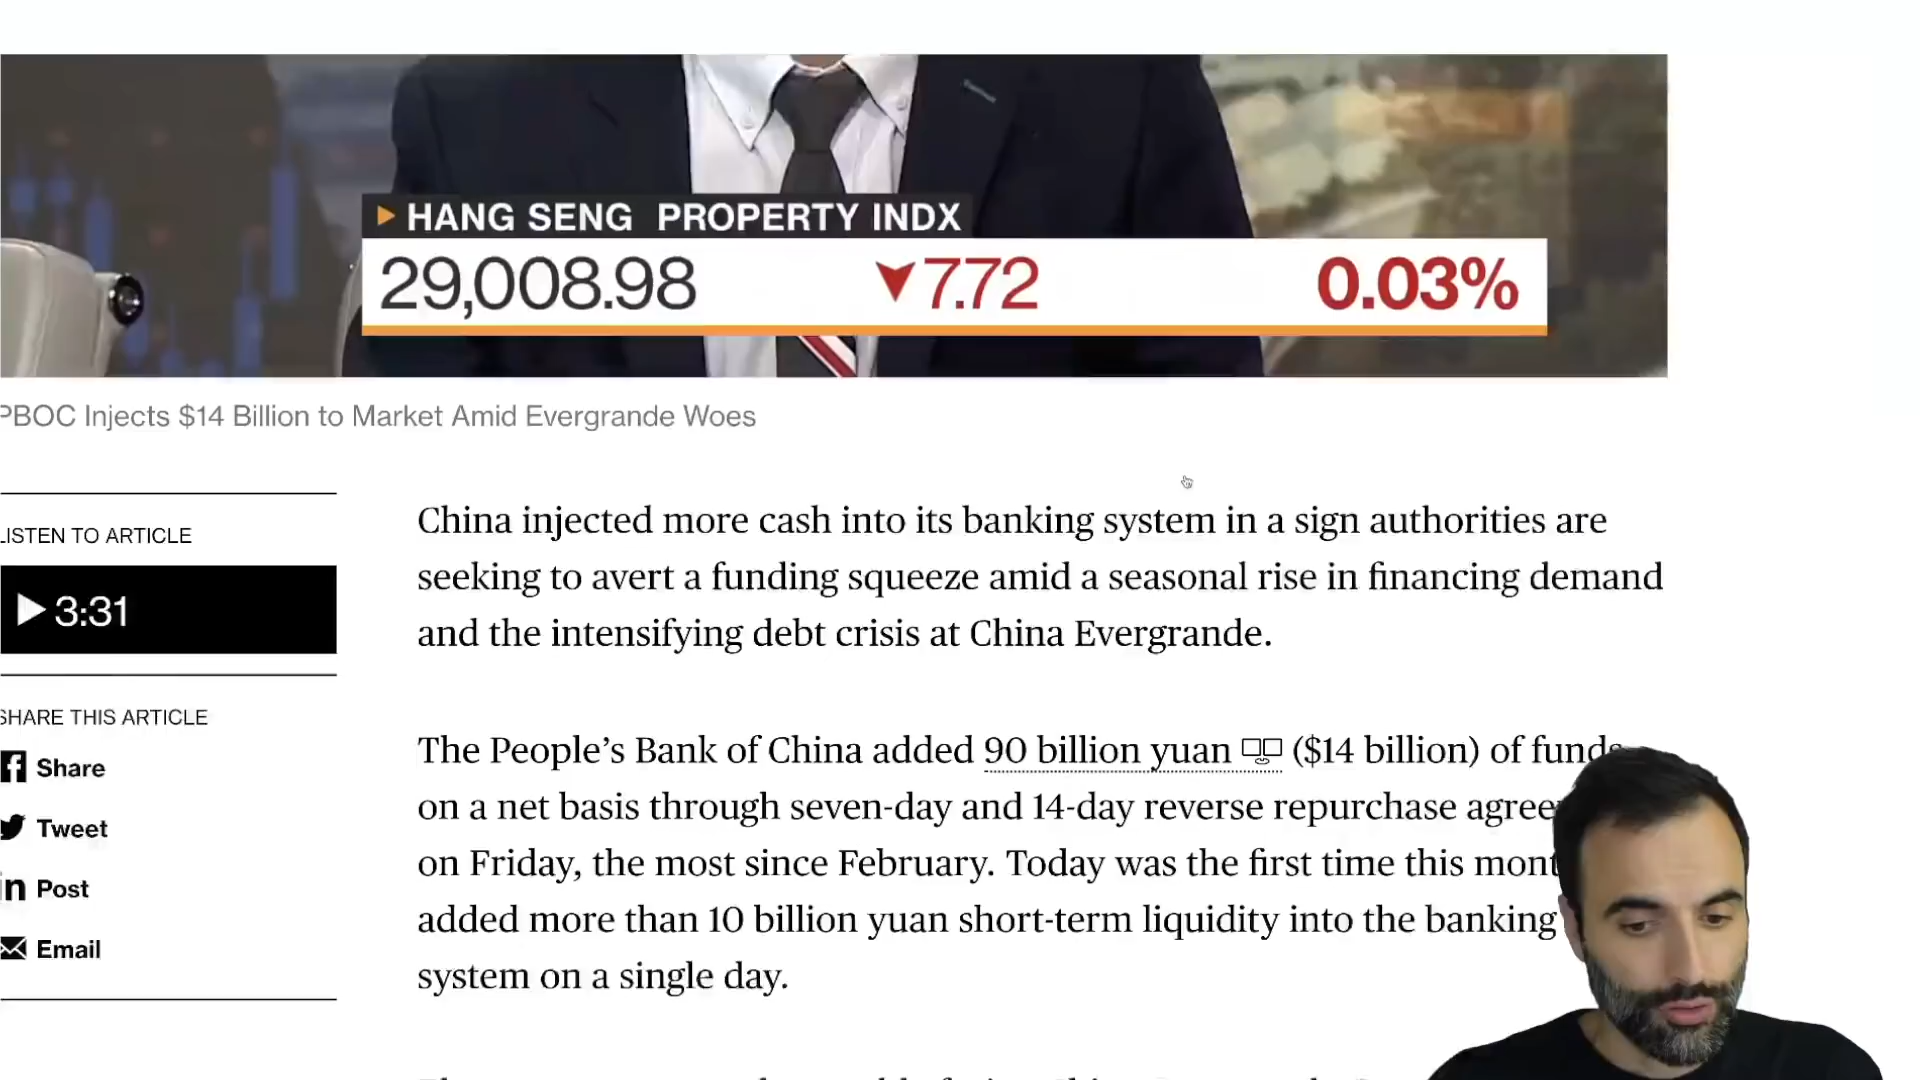 HANG SENG PROPERTY INDX
29,008.98 7.72 0.03%
PBOC Injects $14 Billion to Market Amid Evergrande Woes
LISTEN TO ARTICLE
3:31
SHARE THIS ARTICLE
Share
Tweet
in Post
Email
China injected more cash into its banking system in a sign authorities are
seeking to avert a funding squeeze amid a seasonal rise in financing demand
and the intensifying debt crisis at China Evergrande.
The People’s Bank of China added 90 billion yuan ($14 billion) of funds
on a net basis through seven-day and 14-day reverse repurchase
on Friday, the most since February. Today was the first time this
added more than 10 billion yuan short-term liquidity into the banking
system on a single day.